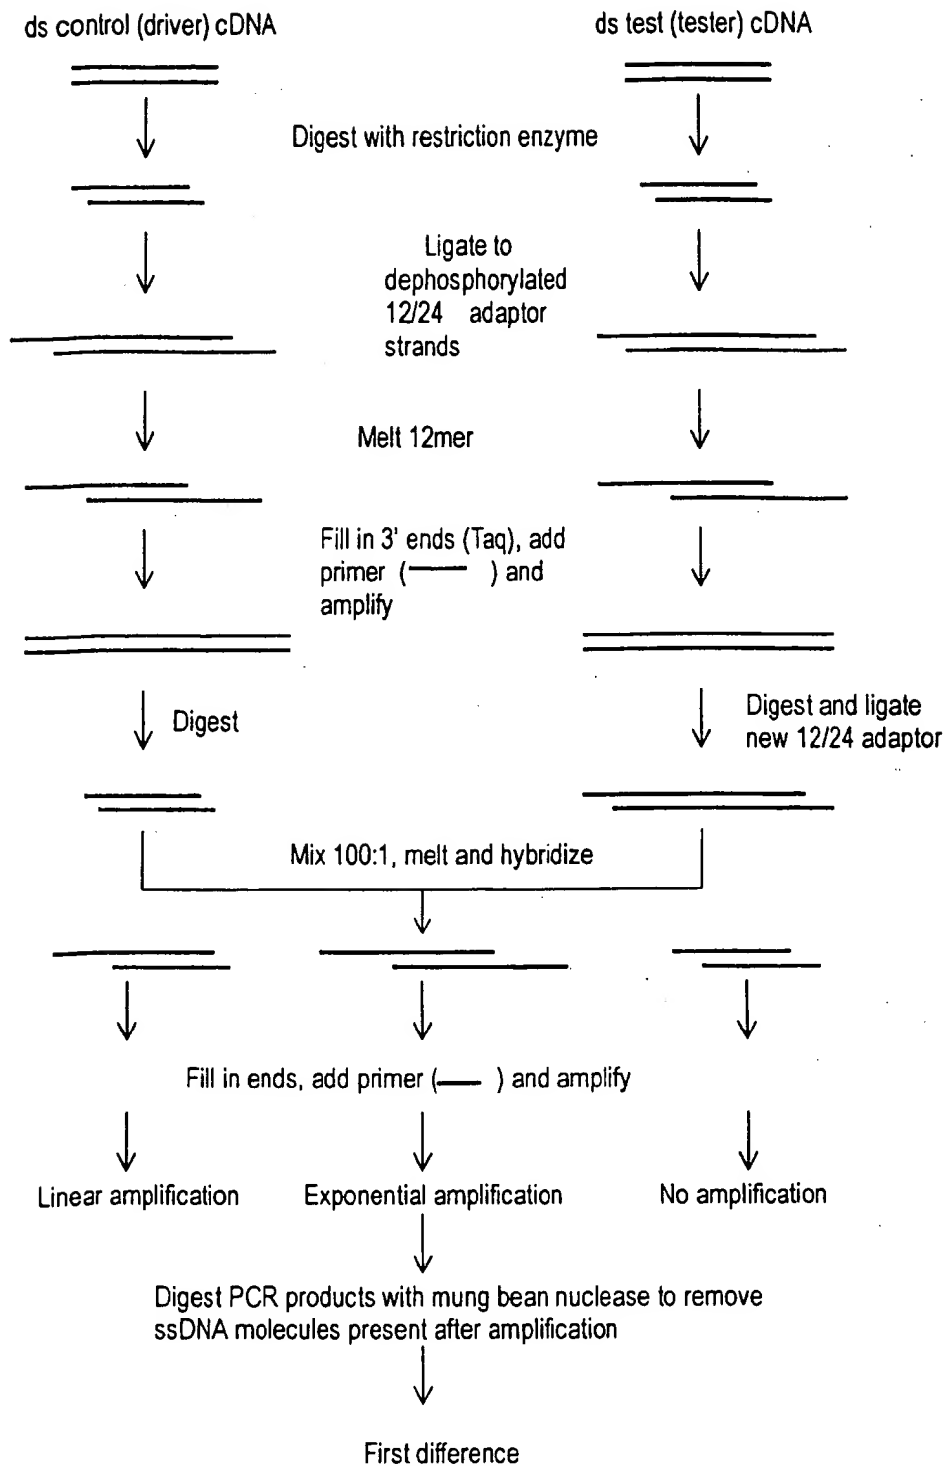 ds control (driver) cDNA
ds test (tester) cDNA
Digest with restriction enzyme
Ligate to
dephosphorylated
12/24 adaptor
strands
Melt 12mer
Fill in 3' ends (Taq), add
primer ( ) and
amplify
Digest
Digest and ligate
new 12/24 adaptor
Mix 100:1, melt and hybridize
Fill in ends, add primer ( ) and amplify
Linear amplification
Exponential amplification
No amplification
Digest PCR products with mung bean nuclease to remove
ssDNA molecules present after amplification
First difference